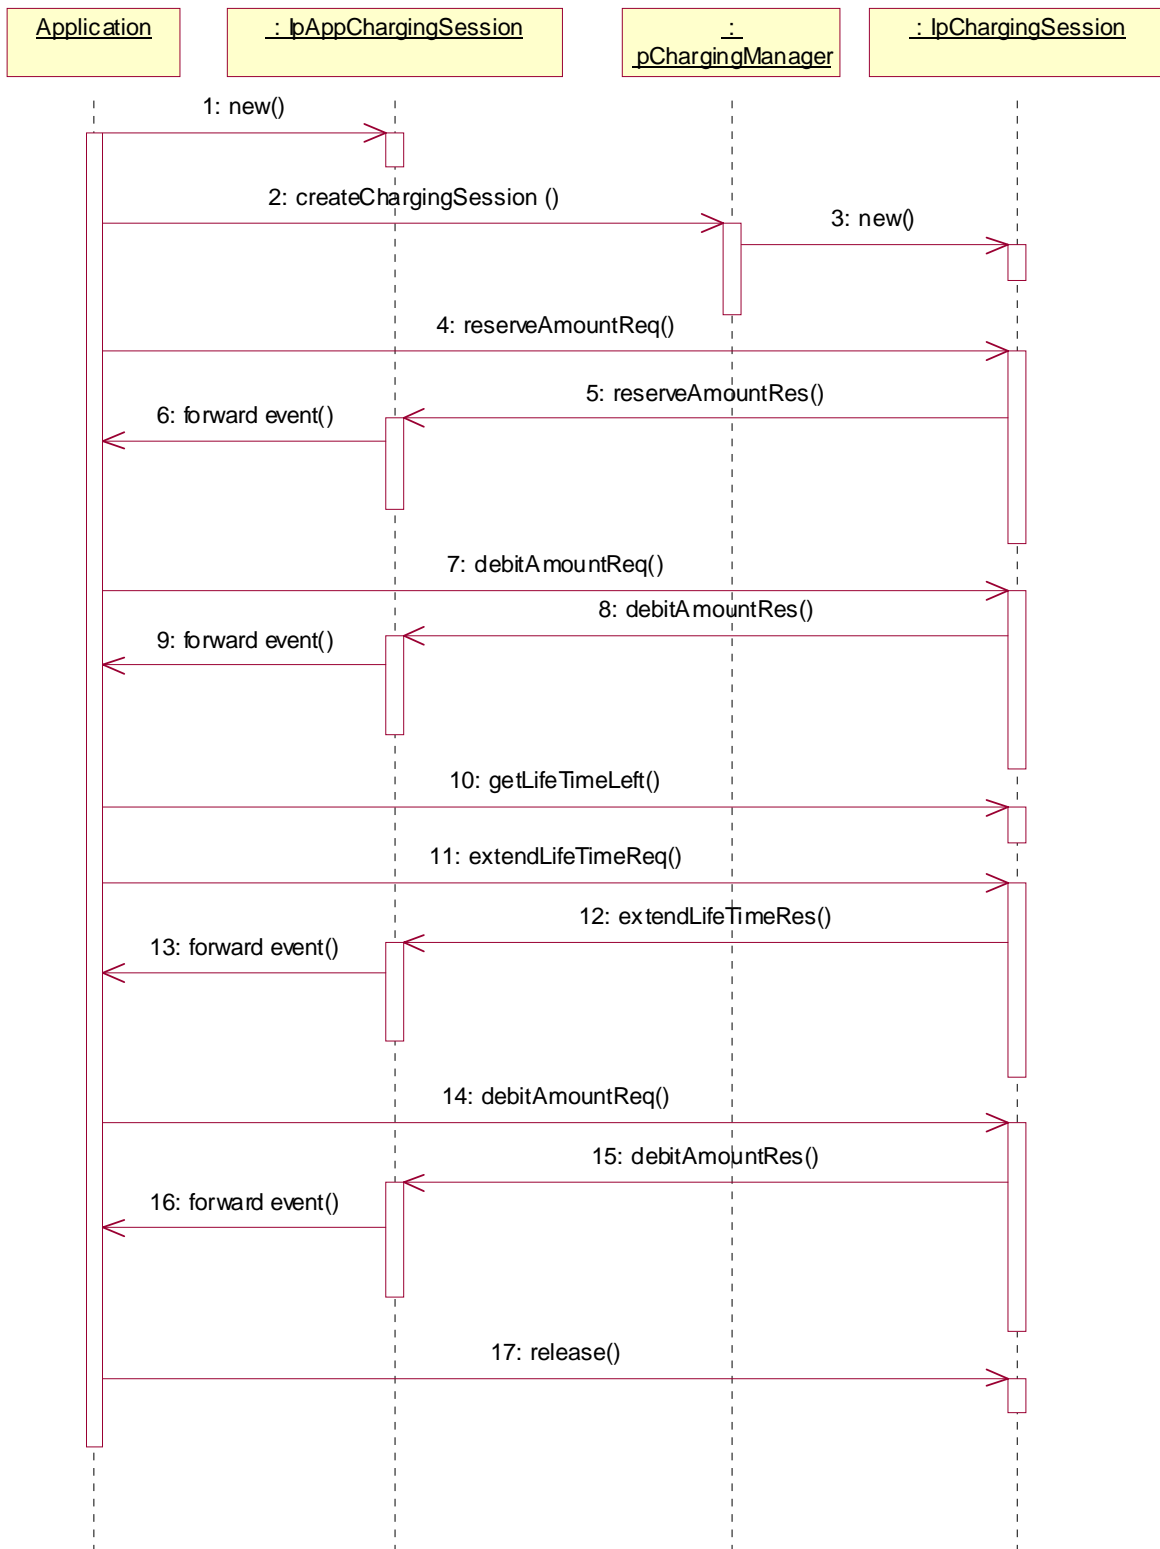 Application
: IpAppChargingSession
:
pChargingManager
: IpChargingSession
1: new()
2: createChargingSession ()
3: new()
4: reserveAmountReq()
5: reserveAmountRes()
6: forward event()
7: debitAmountReq()
8: debitAmountRes()
9: forward event()
10: getLifeTimeLeft()
11: extendLifeTimeReq()
12: extendLifeTimeRes()
13: forward event()
14: debitAmountReq()
15: debitAmountRes()
16: forward event()
17: release()